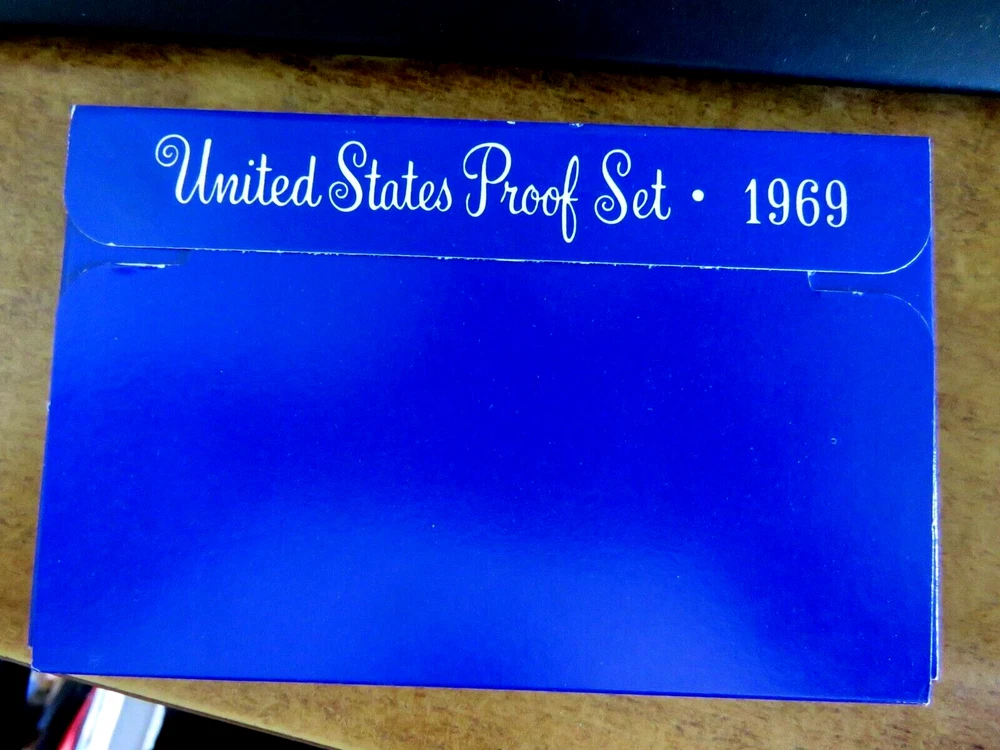 United States Proof Set • 1969